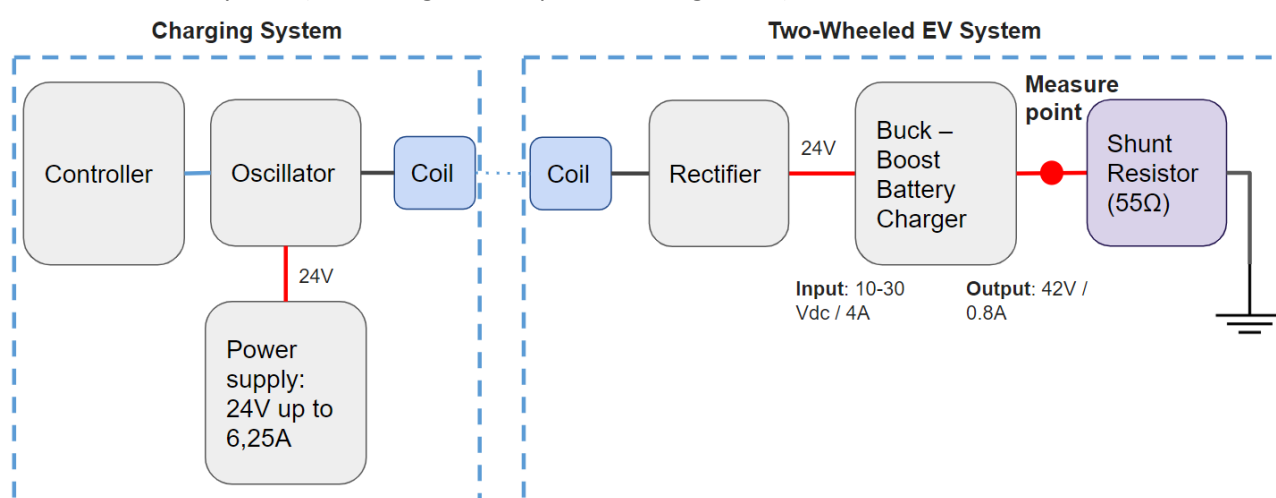 Charging System
Two-Wheeled EV System
Controller
Oscillator
Coil
24V
Power
supply:
24V up to
6,25A
Coil
Rectifier
24V
Buck –
Boost
Battery
Charger
Input: 10-30
Vdc / 4A
Output: 42V /
0.8A
Measure
point
Shunt
Resistor
(55Ω)